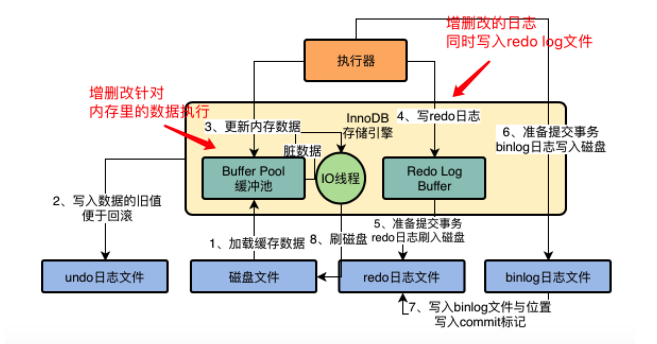 增删改的日志
同时写入redo log文件
执行器
增删改针对
内存里的数据执行
InnoDB
存储引擎
4、写redo日志
3、更新内存数据
6、准备提交事务
binlog日志写入磁盘
脏数据
Buffer Pool
缓冲池
IO线程
Redo Log
Buffer
2、写入数据的旧值
便于回滚
5、准备提交事务
redo日志刷入磁盘
1、加载缓存数据
8、刷磁盘
undo日志文件
磁盘文件
redo日志文件
binlog日志文件
7、写入binlog文件与位置
写入commit标记